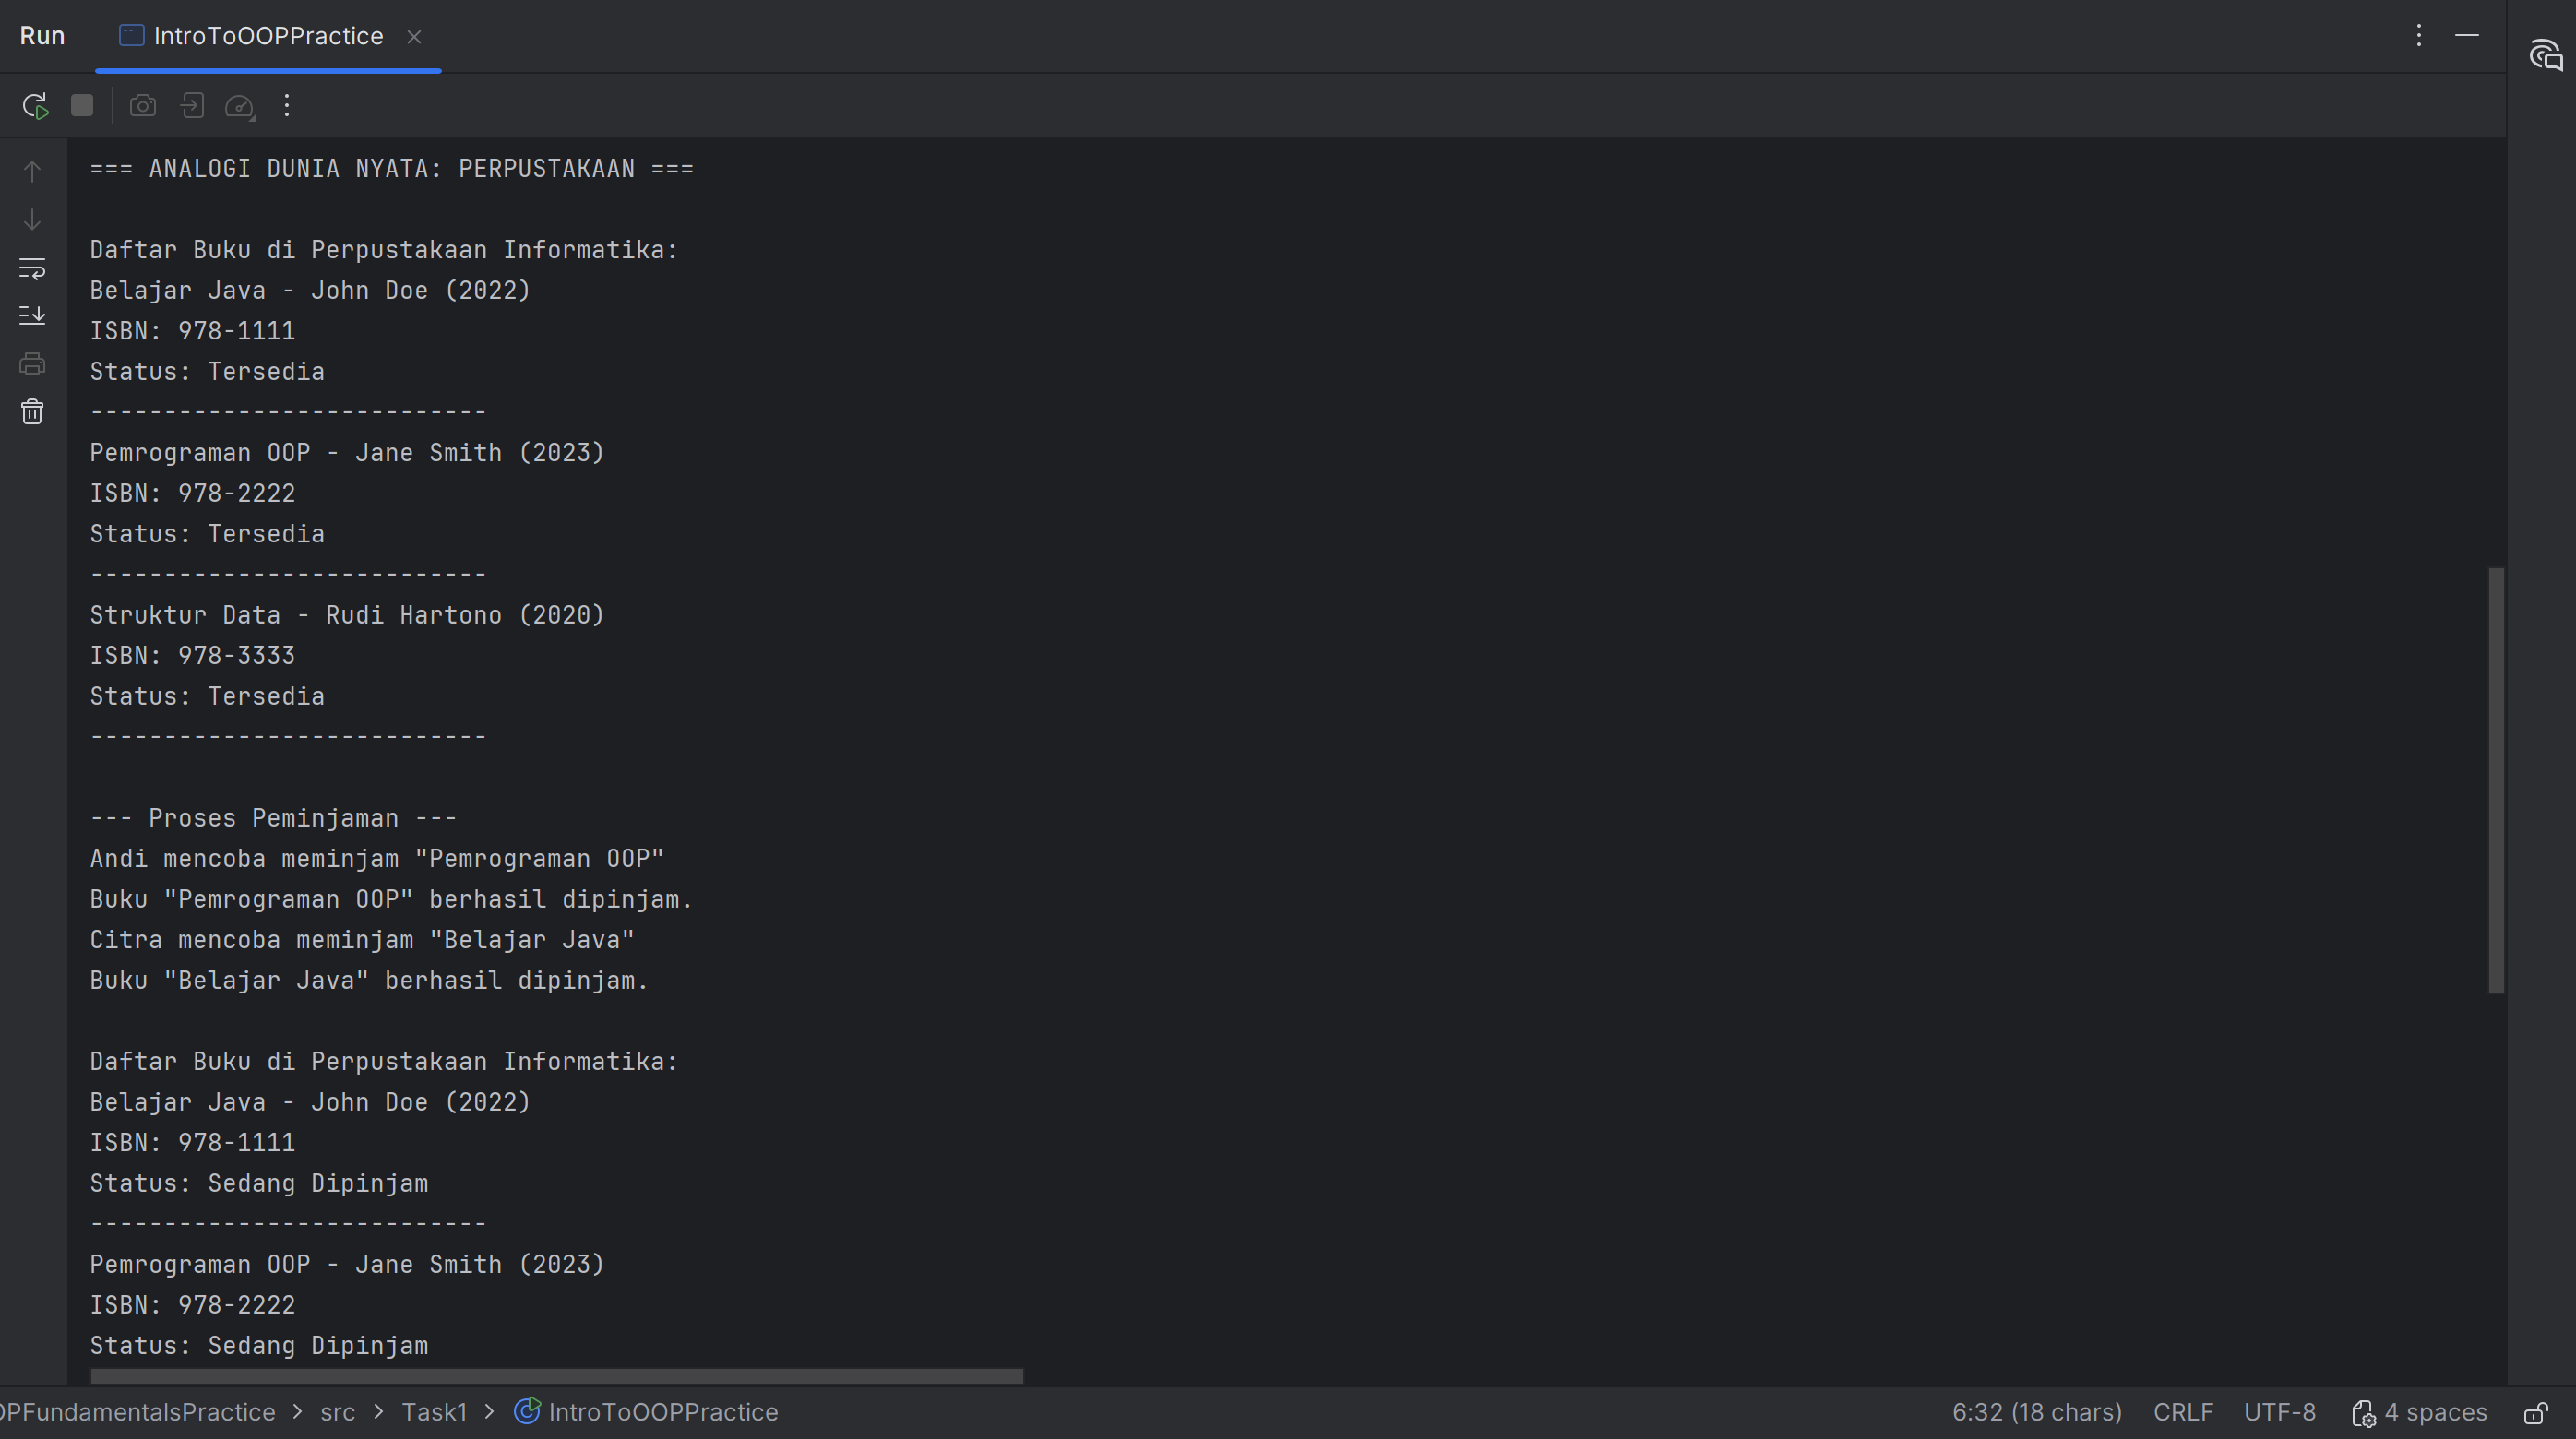 Run IntroToOOPPractice
=== ANALOGI DUNIA NYATA: PERPUSTAKAAN ===
Daftar Buku di Perpustakaan Informatika:
Belajar Java - John Doe (2022)
ISBN: 978-1111
Status: Tersedia
---------------------------
Pemrograman OOP - Jane Smith (2023)
ISBN: 978-2222
Status: Tersedia
---------------------------
Struktur Data - Rudi Hartono (2020)
ISBN: 978-3333
Status: Tersedia
---------------------------
--- Proses Peminjaman ---
Andi mencoba meminjam "Pemrograman OOP"
Buku "Pemrograman OOP" berhasil dipinjam.
Citra mencoba meminjam "Belajar Java"
Buku "Belajar Java" berhasil dipinjam.
Daftar Buku di Perpustakaan Informatika:
Belajar Java - John Doe (2022)
ISBN: 978-1111
Status: Sedang Dipinjam
---------------------------
Pemrograman OOP - Jane Smith (2023)
ISBN: 978-2222
Status: Sedang Dipinjam
OPFundamentalsPractice > src > Task1 > IntroToOOPPractice 6:32 (18 chars) CRLF UTF-8 4 spaces